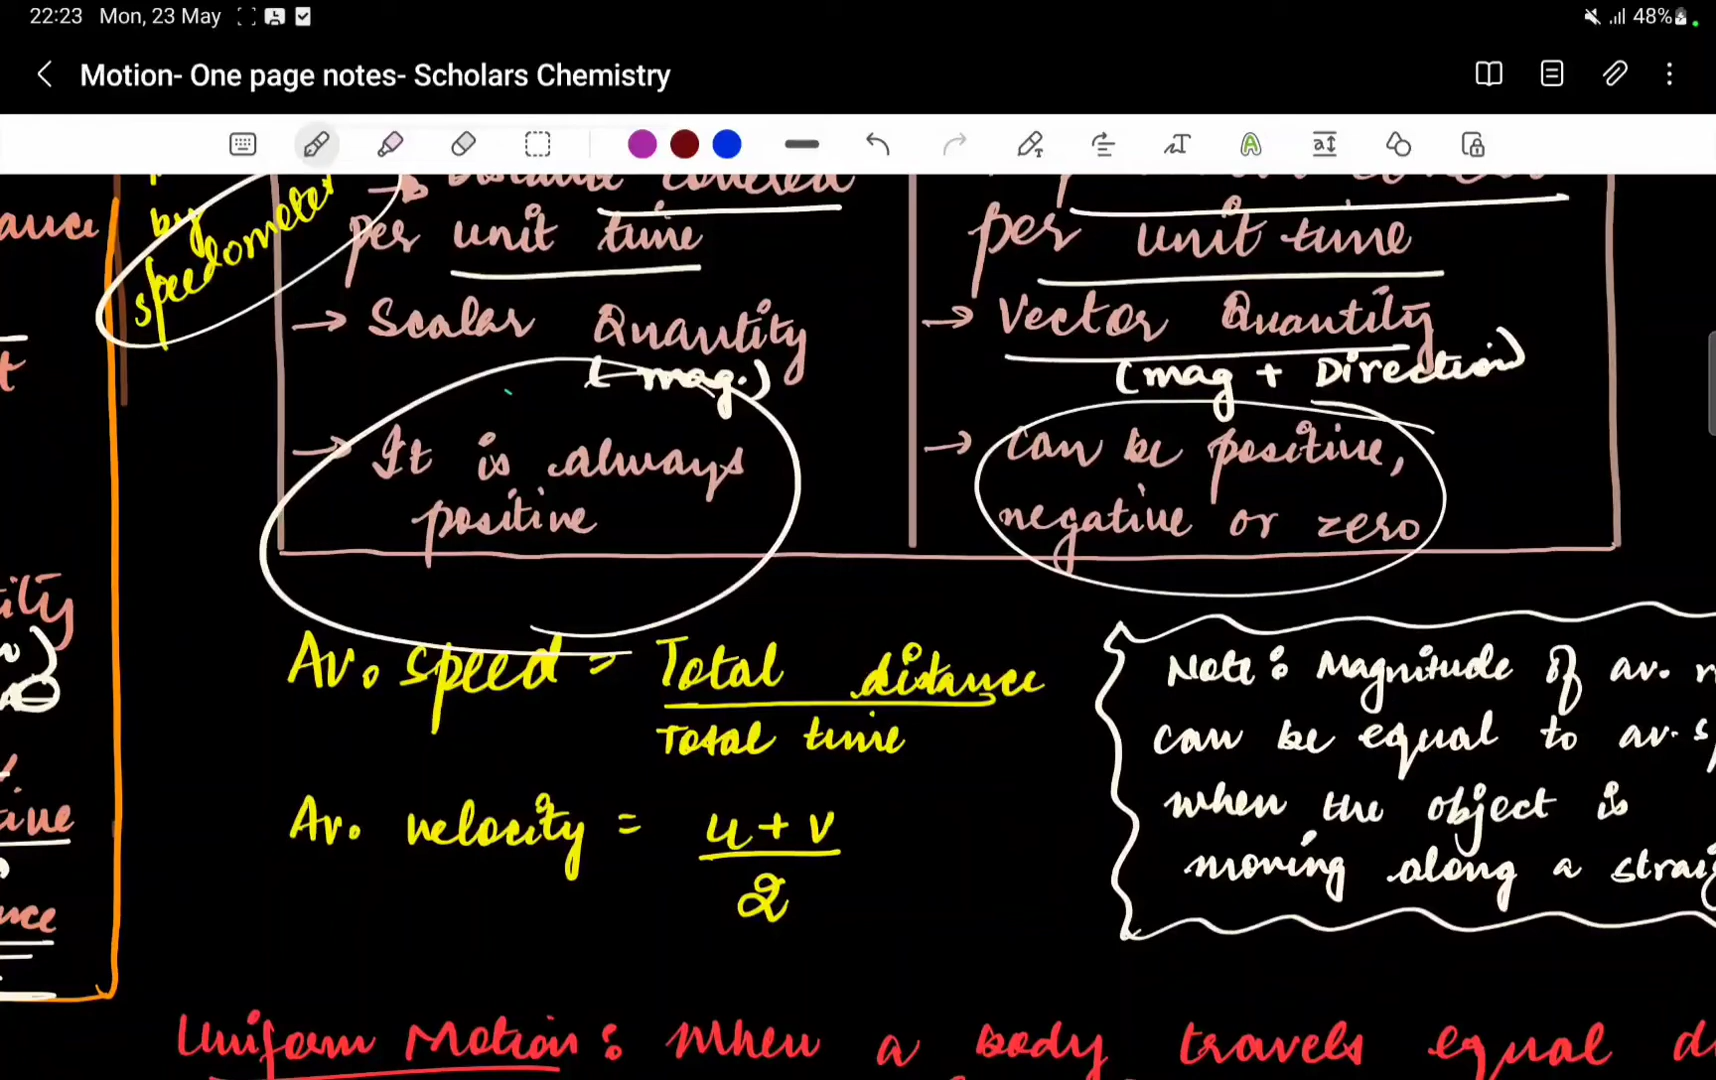 22:23 Mon, 23 May
48%
Motion- One page notes- Scholars Chemistry
by
speedometer
Distance covered
per unit time
→ Scalar Quantity
(mag.)
→ It is always
positive
per unit time
→ Vector Quantity
(mag + Direction)
→ can be positive,
negative or zero
Av. speed = Total distance
Total time
Av. velocity = u + v
2
Note: Magnitude of av.
can be equal to av.
when the object is
moving along a
Uniform Motion: When a body travels equal